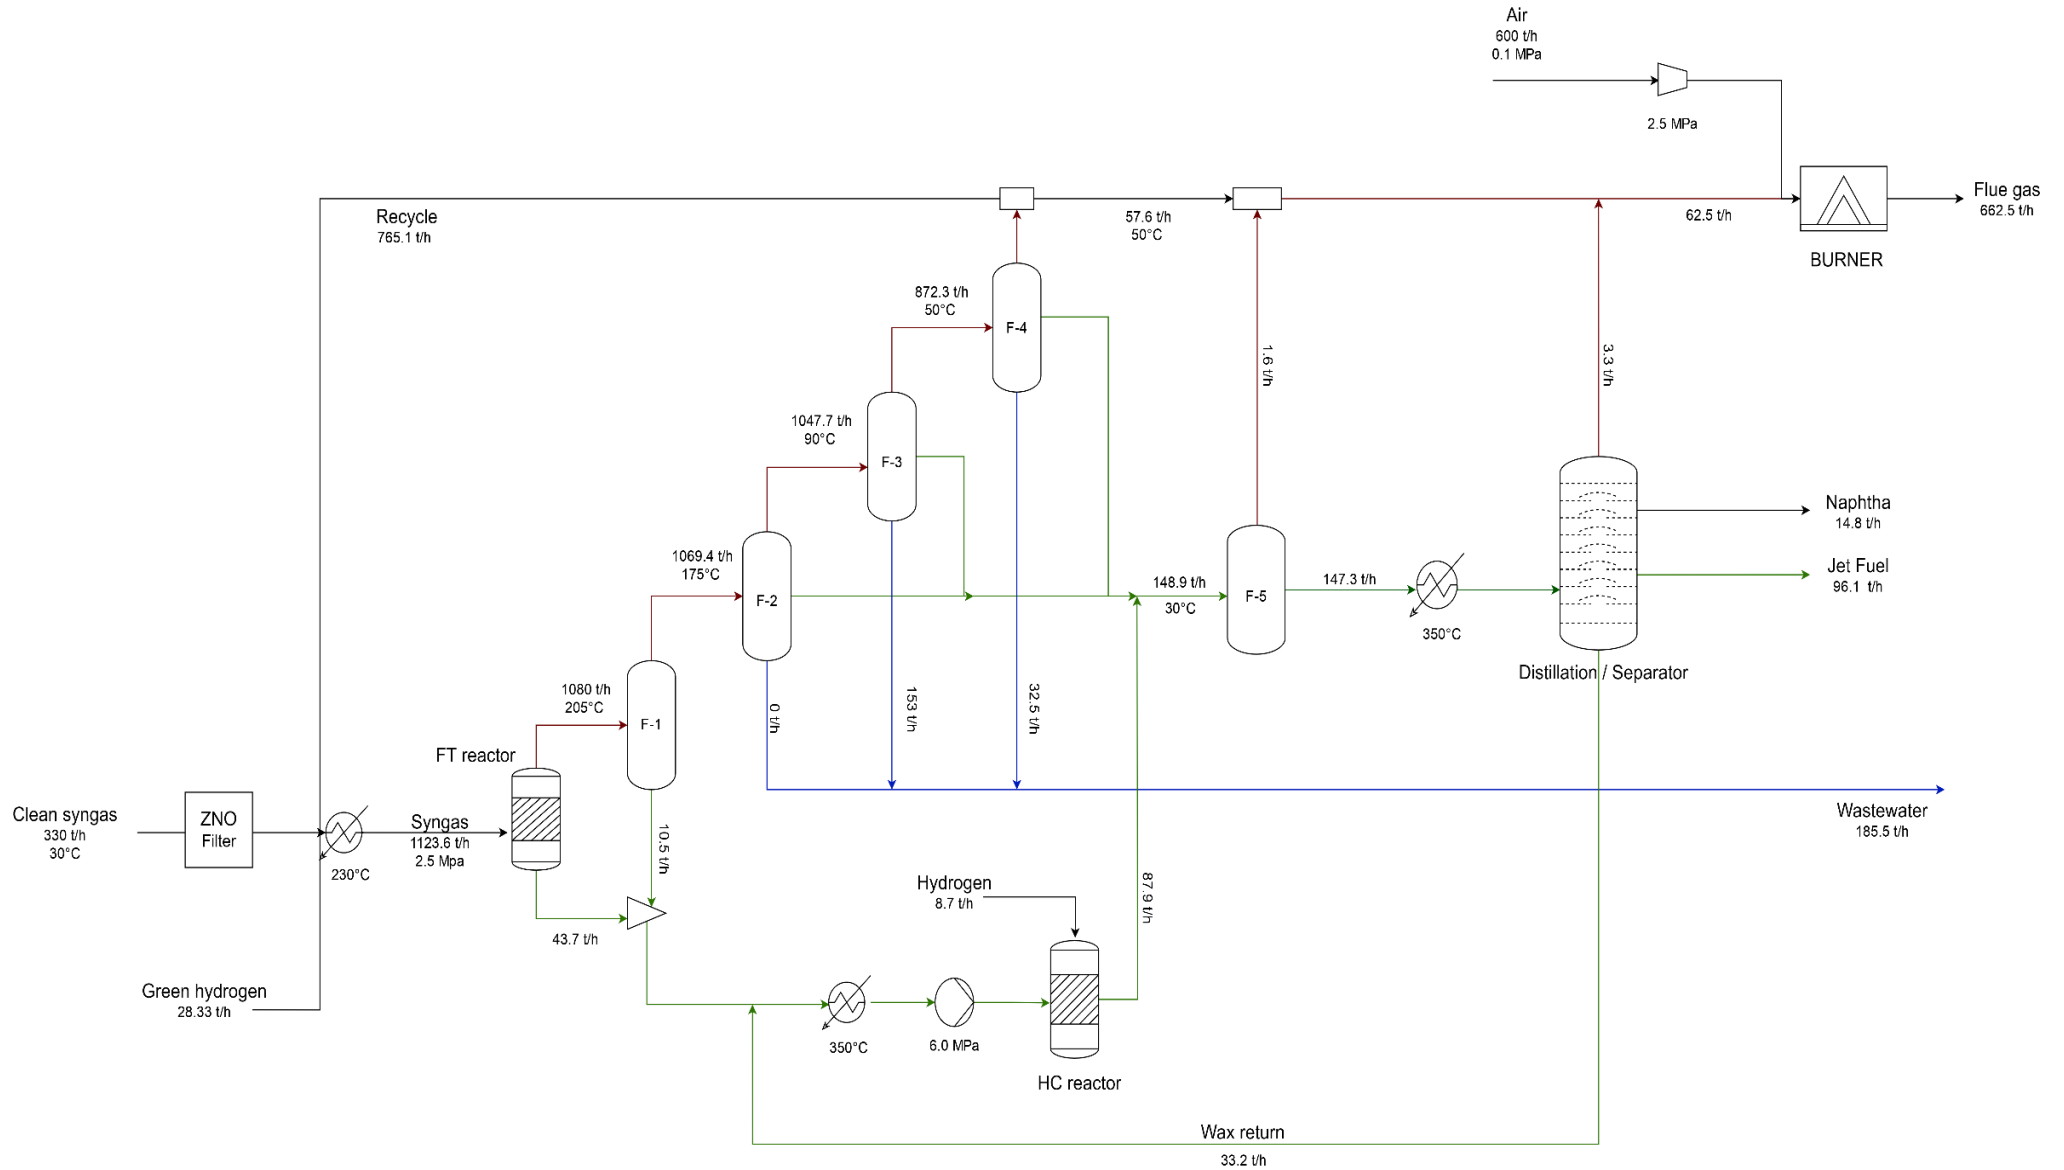 Air
600 t/h
0.1 MPa
2.5 MPa
Flue gas
662.5 t/h
Recycle
765.1 t/h
57.6 t/h
50°C
62.5 t/h
BURNER
872.3 t/h
50°C
F-4
1.6 t/h
3.3 t/h
1047.7 t/h
90°C
F-3
Naphtha
14.8 t/h
1069.4 t/h
175°C
F-2
148.9 t/h
30°C
F-5
147.3 t/h
350°C
Jet Fuel
96.1 t/h
Distillation / Separator
1080 t/h
205°C
F-1
0 t/h
153 t/h
32.5 t/h
FT reactor
Clean syngas
330 t/h
30°C
ZNO
Filter
230°C
Syngas
1123.6 t/h
2.5 Mpa
10.5 t/h
Wastewater
185.5 t/h
43.7 t/h
Hydrogen
8.7 t/h
87.9 t/h
Green hydrogen
28.33 t/h
350°C
6.0 MPa
HC reactor
Wax return
33.2 t/h